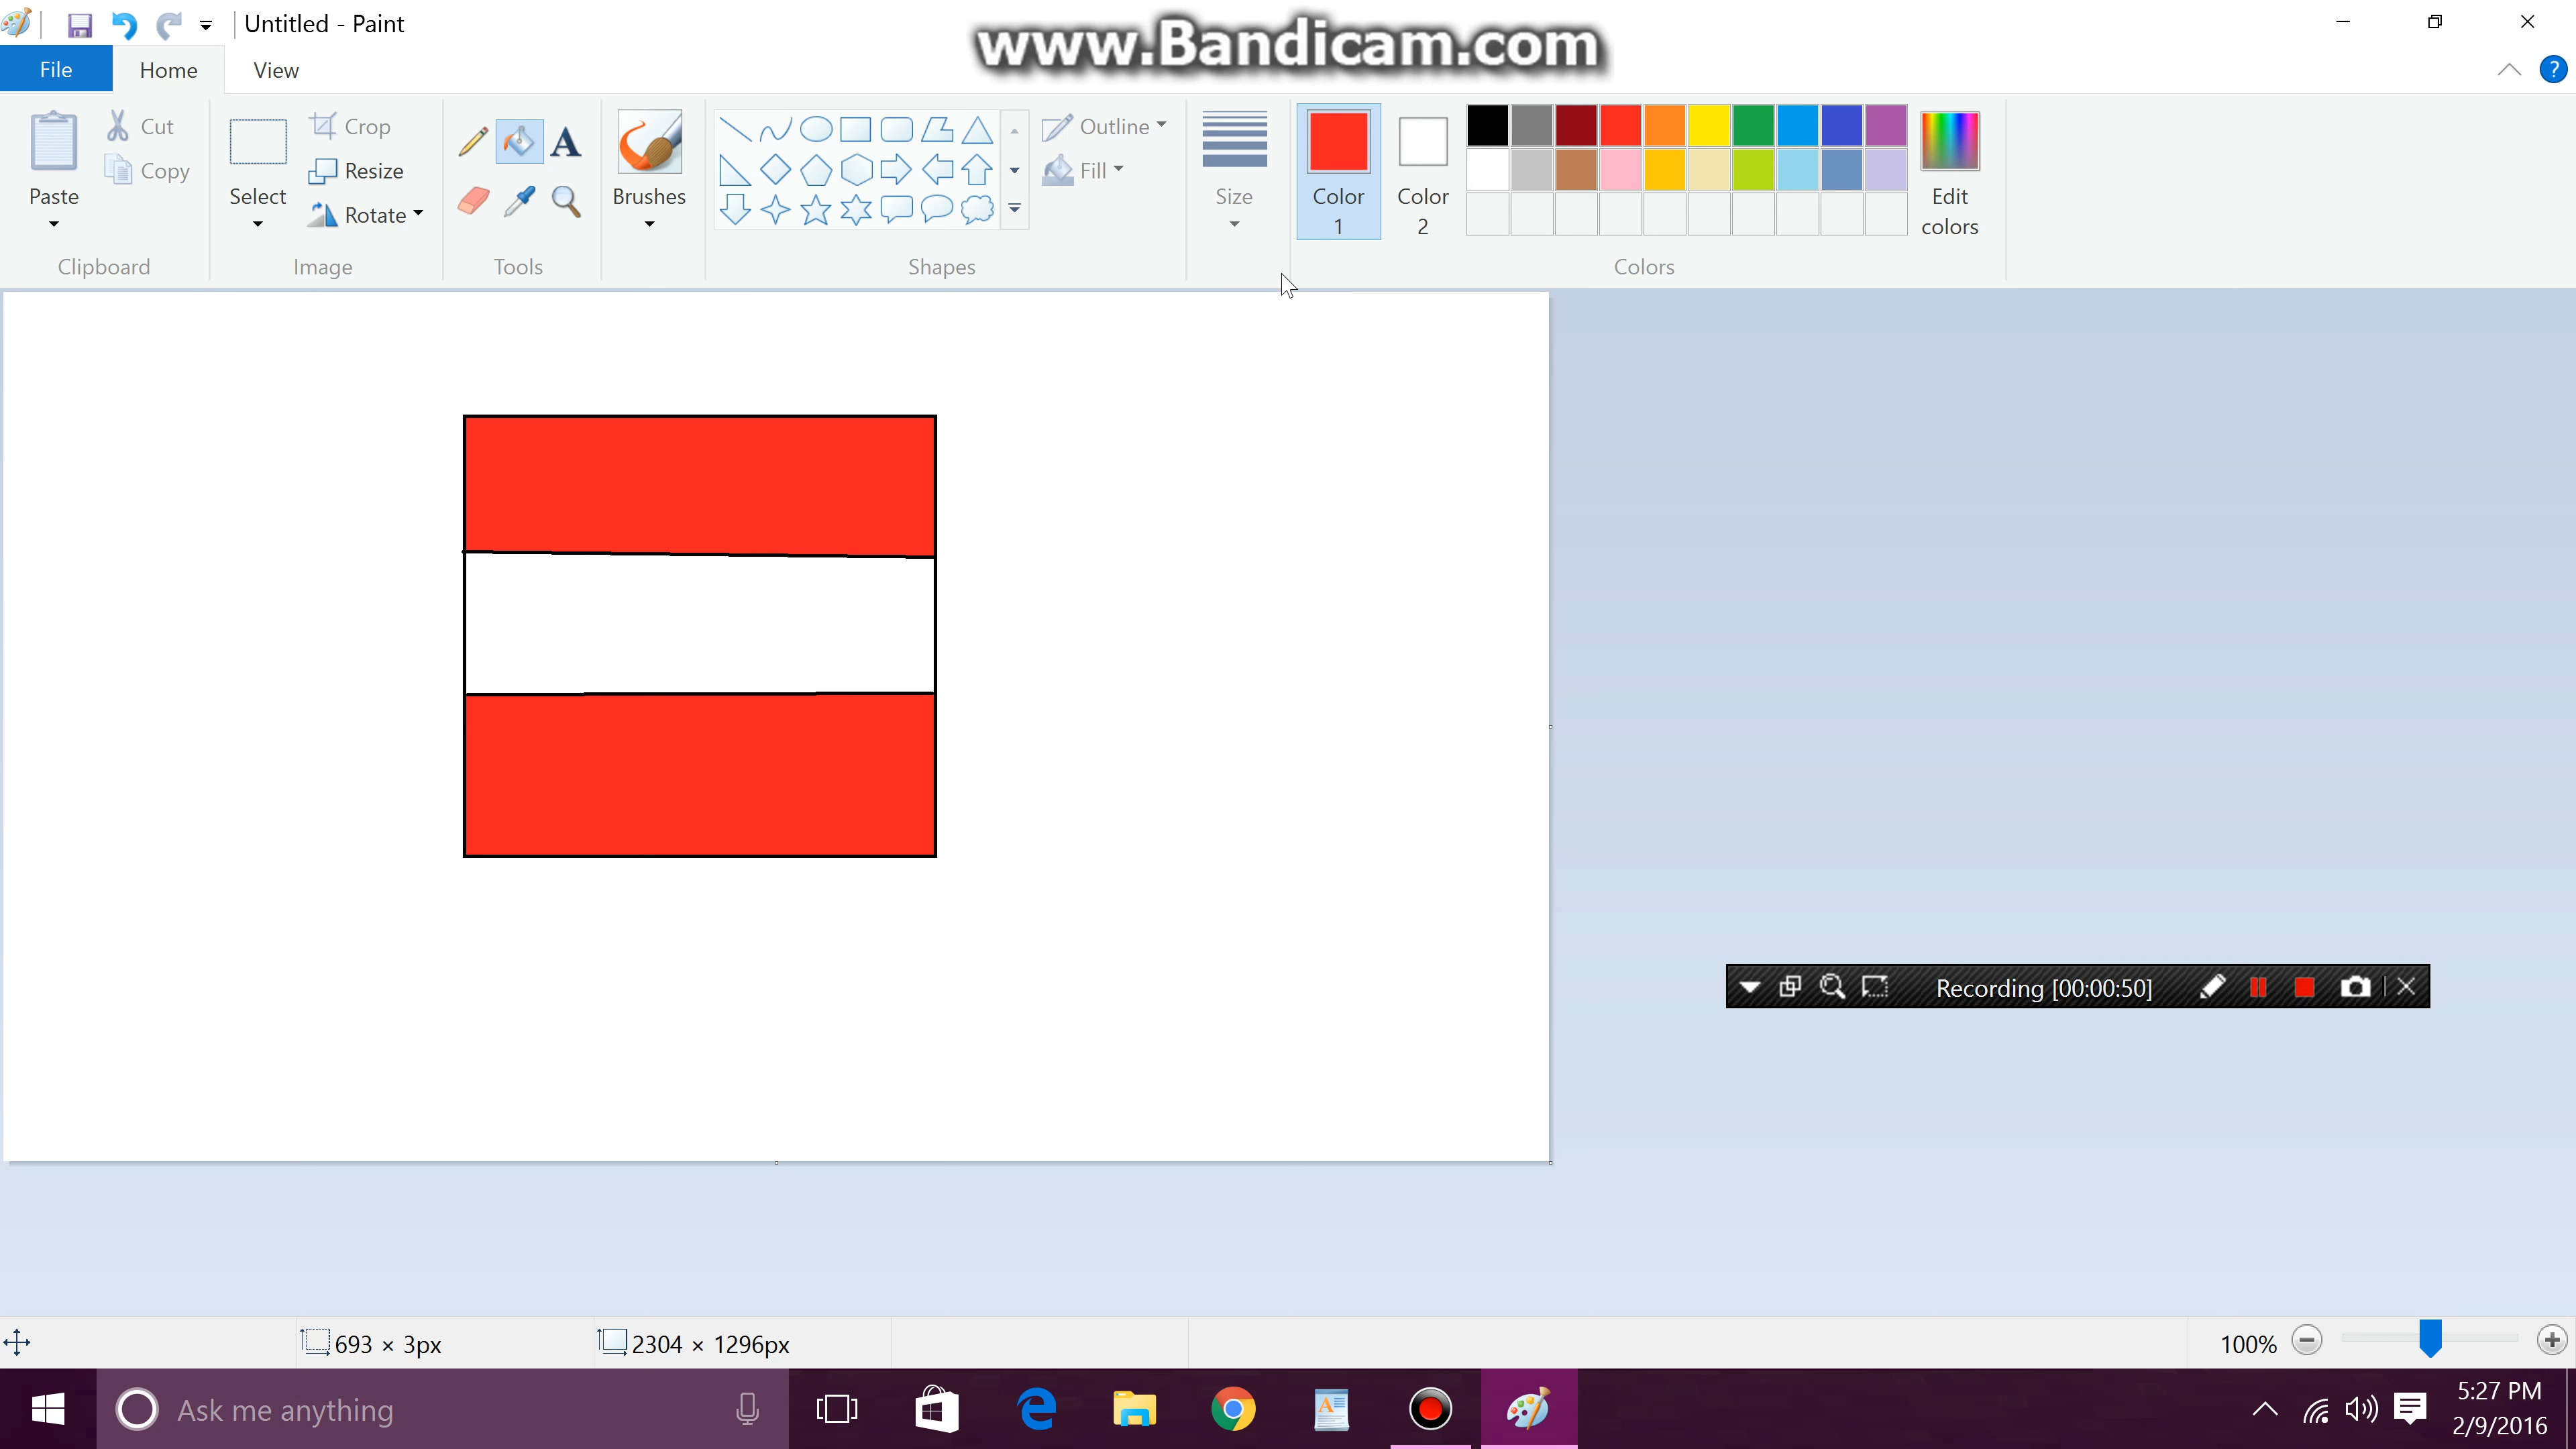 Untitled - Paint
www.Bandicam.com
File Home View
Paste
Cut
Copy
Clipboard
Select
Crop
Resize
Rotate
Image
A
Tools
Brushes
Outline
Fill
Shapes
Size
Color 1
Color 2
Edit colors
Colors
?
Recording [00:00:50]
693 × 3px
2304 × 1296px
100%
Ask me anything
5:27 PM
2/9/2016